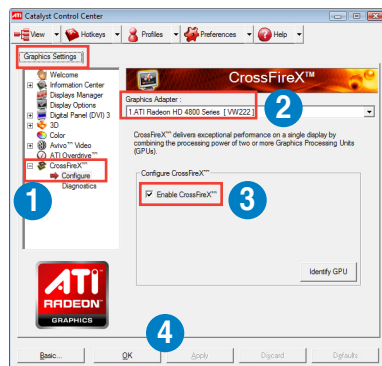 Catalyst Control Center
View Hotkeys Profiles Preferences Help
Graphics Settings
Welcome
Information Center
Displays Manager
Display Options
Digital Panel (DVI) 3
3D
Color
Avivo™ Video
ATI Overdrive™
CrossFireX™
Configure
Diagnostics
1
CrossFireX™
Graphics Adapter :
1.ATI Radeon HD 4800 Series [ VW222 ]
2
CrossFireX™ delivers exceptional performance on a single display by
combining the processing power of two or more Graphics Processing Units
(GPUs).
Configure CrossFireX™
Enable CrossFireX™
3
Identify GPU
ATI
RADEON
GRAPHICS
4
Basic... OK Apply Discard Defaults